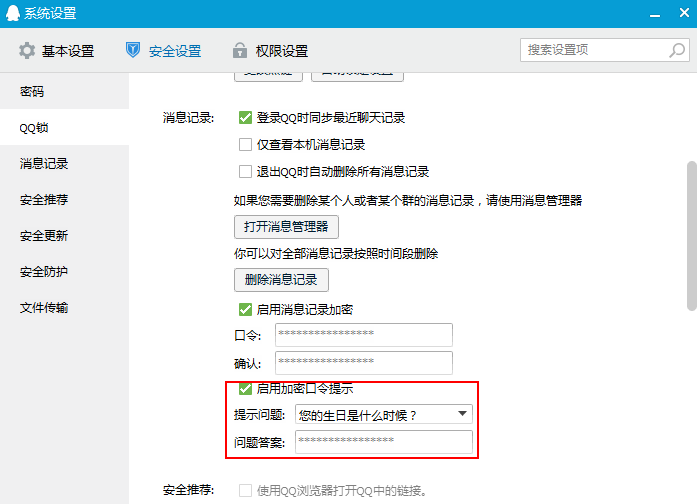 系统设置
基本设置 安全设置 权限设置 搜索设置项
密码
QQ锁
消息记录
安全推荐
安全更新
安全防护
文件传输
消息记录: 登录QQ时同步最近聊天记录
仅查看本机消息记录
退出QQ时自动删除所有消息记录
如果您需要删除某个人或者某个群的消息记录，请使用消息管理器
打开消息管理器
你可以对全部消息记录按照时间段删除
删除消息记录
启用消息记录加密
口令: ****************
确认: ****************
启用加密口令提示
提示问题: 您的生日是什么时候？
问题答案: ****************
安全推荐: 使用QQ浏览器打开QQ中的链接。